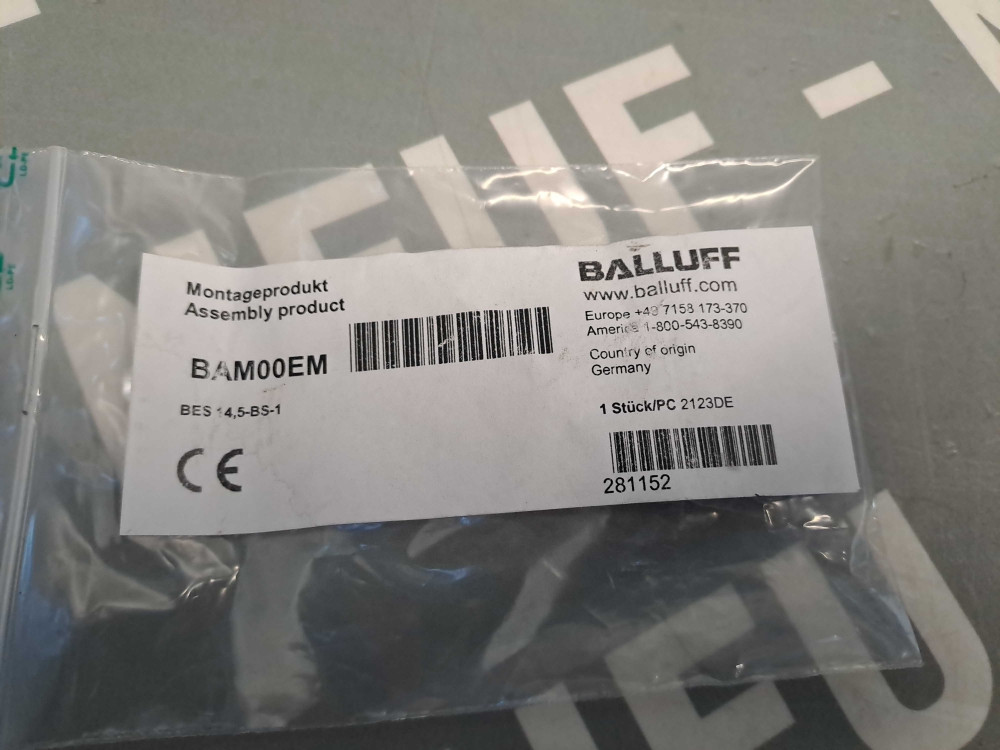 Montageprodukt
Assembly product
BAM00EM
BES 14,5-BS-1
CE
BALLUFF
www.balluff.com
Europe +49 7158 173-370
America 1-800-543-8390
Country of origin
Germany
1 Stück/PC 2123DE
281152